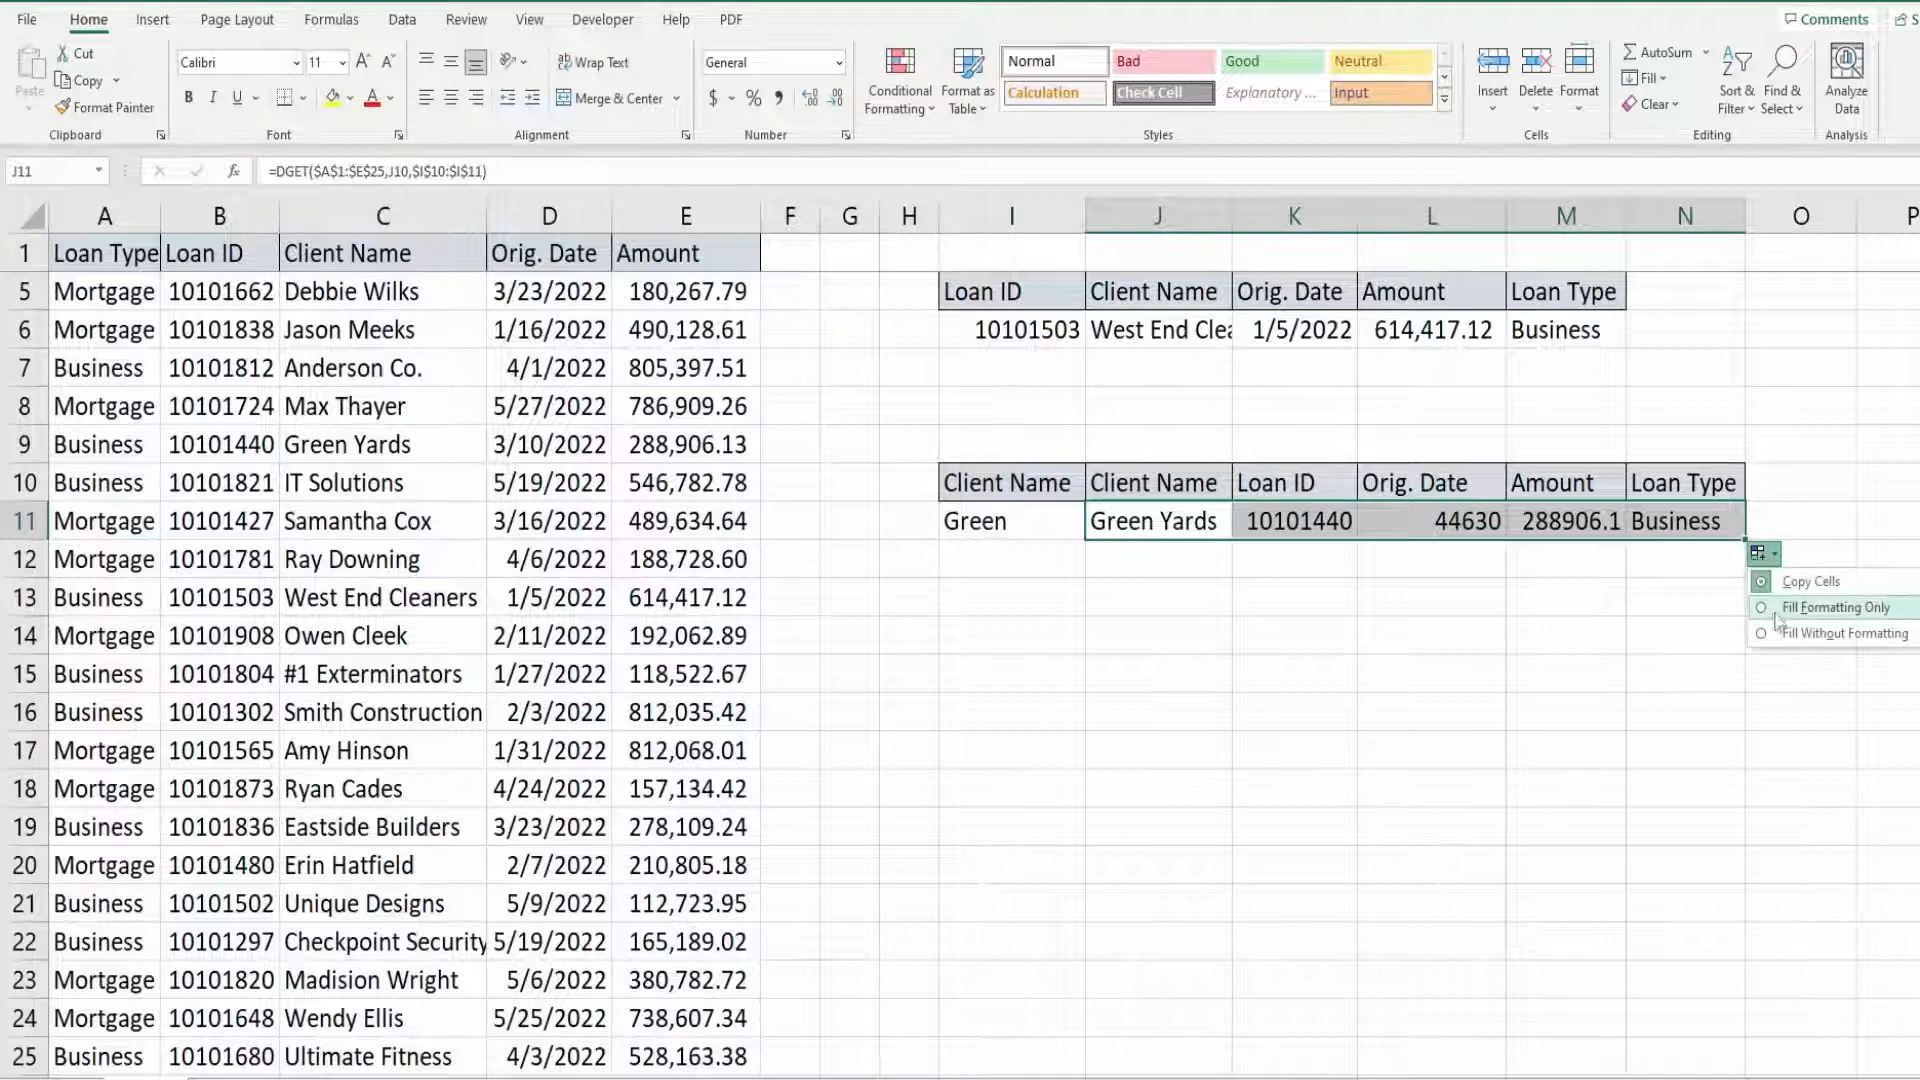 File Home Insert Page Layout Formulas Data Review View Developer Help PDF Comments S
Paste Cut Copy Format Painter Clipboard
Calibri 11 A A B I U A Font
ab Wrap Text Merge & Center Alignment
General $ % , Number
Conditional Formatting Format as Table Normal Bad Good Neutral Calculation Check Cell Explanatory ... Input Styles
Insert Delete Format Cells
AutoSum Fill Clear Sort & Filter Find & Select Editing
Analyze Data Analysis
J11 fx =DGET($A$1:$E$25,J10,$I$10:$I$11)
A B C D E F G H I J K L M N O P
1 Loan Type Loan ID Client Name Orig. Date Amount
5 Mortgage 10101662 Debbie Wilks 3/23/2022 180,267.79 Loan ID Client Name Orig. Date Amount Loan Type
6 Mortgage 10101838 Jason Meeks 1/16/2022 490,128.61 10101503 West End Clea 1/5/2022 614,417.12 Business
7 Business 10101812 Anderson Co. 4/1/2022 805,397.51
8 Mortgage 10101724 Max Thayer 5/27/2022 786,909.26
9 Business 10101440 Green Yards 3/10/2022 288,906.13
10 Business 10101821 IT Solutions 5/19/2022 546,782.78 Client Name Client Name Loan ID Orig. Date Amount Loan Type
11 Mortgage 10101427 Samantha Cox 3/16/2022 489,634.64 Green Green Yards 10101440 44630 288906.1 Business
12 Mortgage 10101781 Ray Downing 4/6/2022 188,728.60
Copy Cells
13 Business 10101503 West End Cleaners 1/5/2022 614,417.12
Fill Formatting Only
14 Mortgage 10101908 Owen Cleek 2/11/2022 192,062.89
Fill Without Formatting
15 Business 10101804 #1 Exterminators 1/27/2022 118,522.67
16 Business 10101302 Smith Construction 2/3/2022 812,035.42
17 Mortgage 10101565 Amy Hinson 1/31/2022 812,068.01
18 Mortgage 10101873 Ryan Cades 4/24/2022 157,134.42
19 Business 10101836 Eastside Builders 3/23/2022 278,109.24
20 Mortgage 10101480 Erin Hatfield 2/7/2022 210,805.18
21 Business 10101502 Unique Designs 5/9/2022 112,723.95
22 Business 10101297 Checkpoint Security 5/19/2022 165,189.02
23 Mortgage 10101820 Madision Wright 5/6/2022 380,782.72
24 Mortgage 10101648 Wendy Ellis 5/25/2022 738,607.34
25 Business 10101680 Ultimate Fitness 4/3/2022 528,163.38